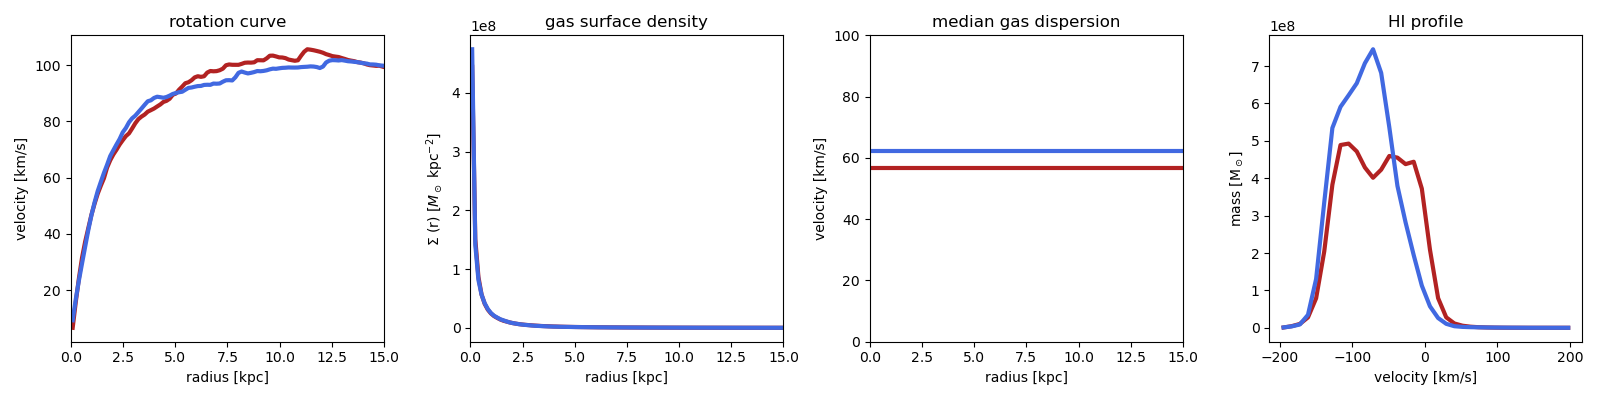 rotation curve
velocity [km/s]
100
80
60
40
20
0.0 2.5 5.0 7.5 10.0 12.5 15.0
radius [kpc]
gas surface density
1e8
Σ (r) [M⊙ kpc−2]
4
3
2
1
0
0.0 2.5 5.0 7.5 10.0 12.5 15.0
radius [kpc]
median gas dispersion
velocity [km/s]
100
80
60
40
20
0
0.0 2.5 5.0 7.5 10.0 12.5 15.0
radius [kpc]
HI profile
1e8
mass [M⊙]
7
6
5
4
3
2
1
0
−200 −100 0 100 200
velocity [km/s]